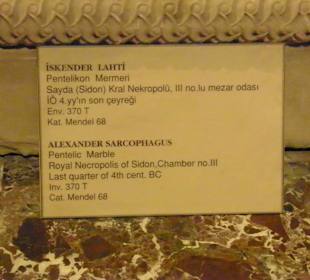 İSKENDER LAHTİ
Pentelikon Mermeri
Sayda (Sidon) Kral Nekropolü, III no.lu mezar odası
İÖ 4.yy'ın son çeyreği
Env. 370 T
Kat. Mendel 68
ALEXANDER SARCOPHAGUS
Pentelic Marble
Royal Necropolis of Sidon,Chamber no.III
Last quarter of 4th cent. BC
Inv. 370 T
Cat. Mendel 68